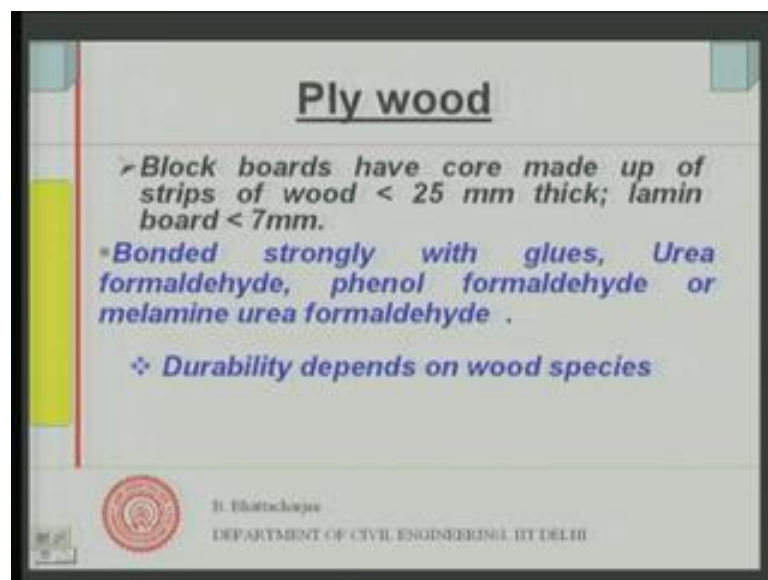 Ply wood
➢Block boards have core made up of
strips of wood < 25 mm thick; lamin
board < 7mm.
▪Bonded strongly with glues, Urea
formaldehyde, phenol formaldehyde or
melamine urea formaldehyde .
❖ Durability depends on wood species
B. Bhattacharjee
DEPARTMENT OF CIVIL ENGINEERING, IIT DELHI